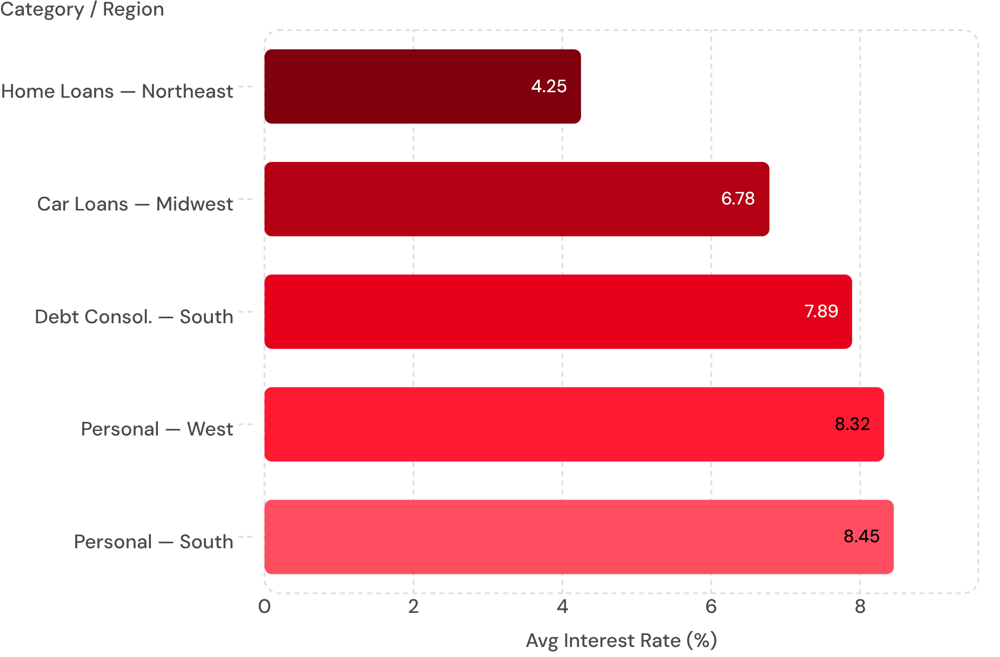 Category / Region
Home Loans — Northeast
4.25
Car Loans — Midwest
6.78
Debt Consol. — South
7.89
Personal — West
8.32
Personal — South
8.45
0 2 4 6 8
Avg Interest Rate (%)